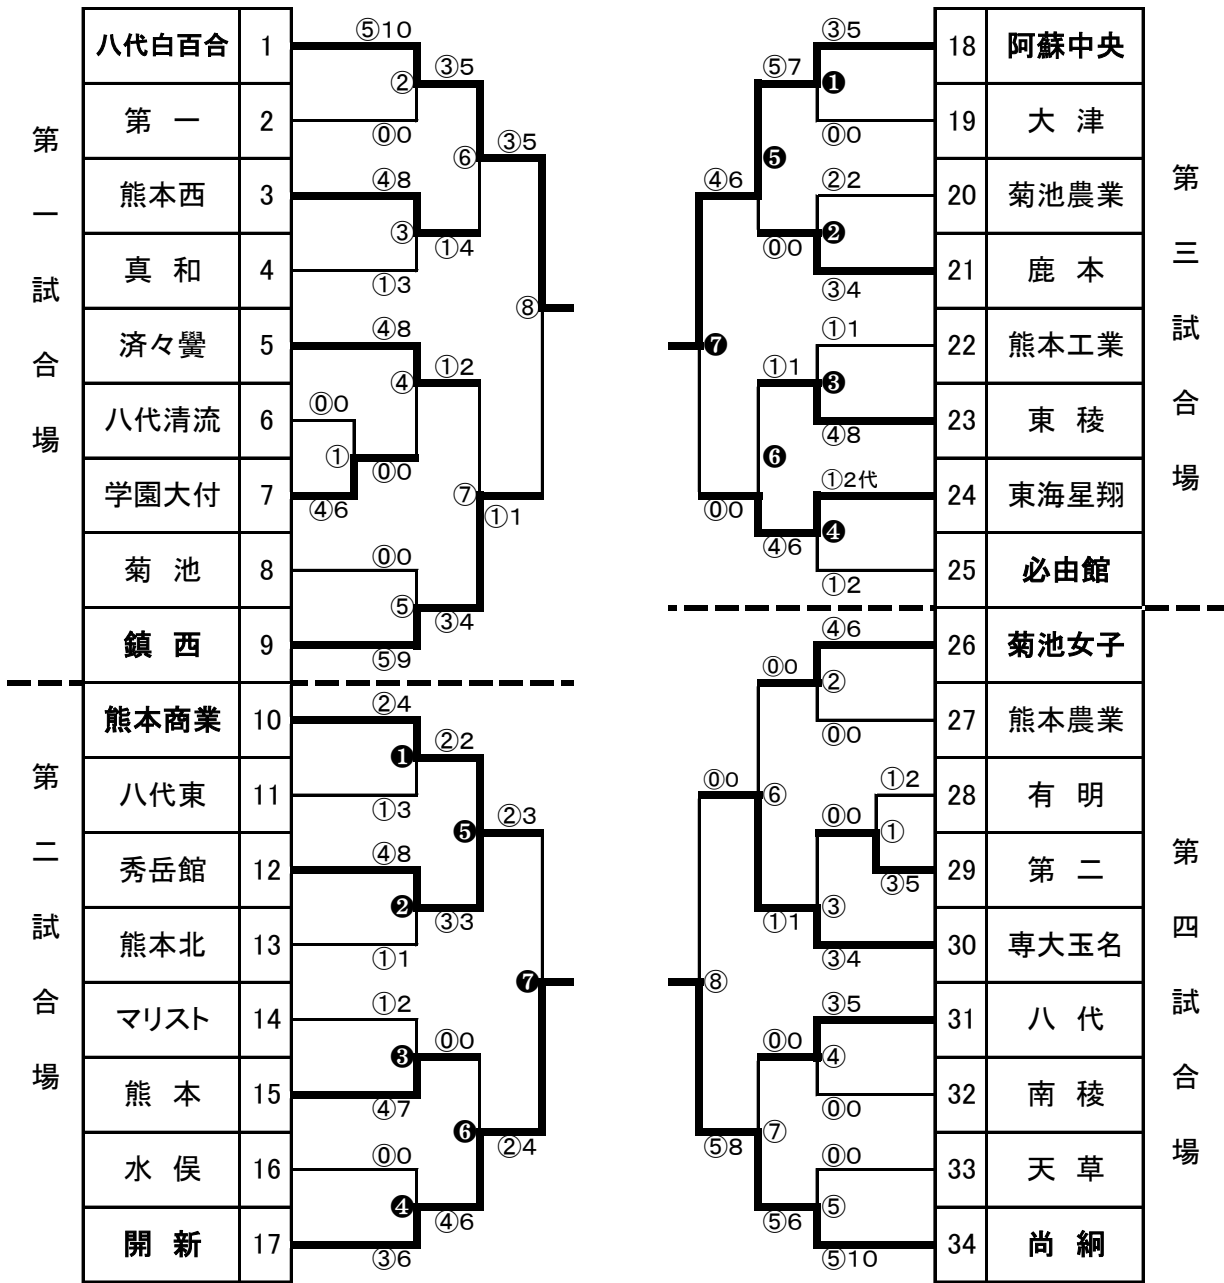 第一試合場
八代白百合 1
第一 2
熊本西 3
真和 4
済々黌 5
八代清流 6
学園大付 7
菊池 8
鎮西 9
⑤10
②
⓪0
③5
④8
③
①3
⑥
①4
③5
④8
④
⓪0
①
④6
⓪0
①2
⑧
⓪0
⑤
⑤9
⑦
③4
①1
第二試合場
熊本商業 10
八代東 11
秀岳館 12
熊本北 13
マリスト 14
熊本 15
水俣 16
開新 17
②4
❶
①3
②2
④8
❷
①1
❺
③3
②3
①2
❸
④7
⓪0
❼
⓪0
❹
③6
❻
④6
②4
第三試合場
18 阿蘇中央
19 大津
20 菊池農業
21 鹿本
22 熊本工業
23 東稜
24 東海星翔
25 必由館
③5
❶
⓪0
⑤7
②2
❷
③4
❺
⓪0
④6
①1
❸
④8
①1
❼
①2代
❹
①2
❻
④6
⓪0
第四試合場
26 菊池女子
27 熊本農業
28 有明
29 第二
30 専大玉名
31 八代
32 南稜
33 天草
34 尚絅
④6
②
⓪0
⓪0
①2
①
③5
⓪0
③
③4
⑥
①1
⓪0
③5
④
⓪0
⓪0
⑧
⓪0
⑤
⑤10
⑦
⑤6
⑤8